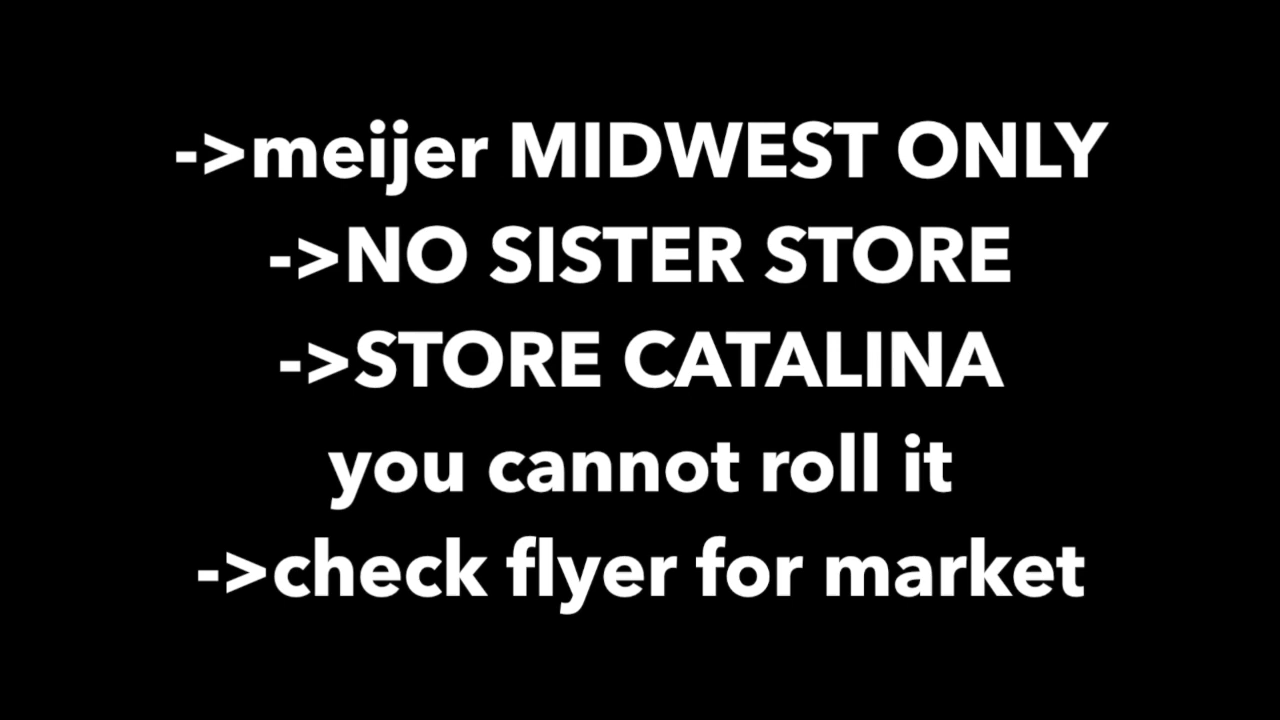 ->meijer MIDWEST ONLY
->NO SISTER STORE
->STORE CATALINA
you cannot roll it
->check flyer for market